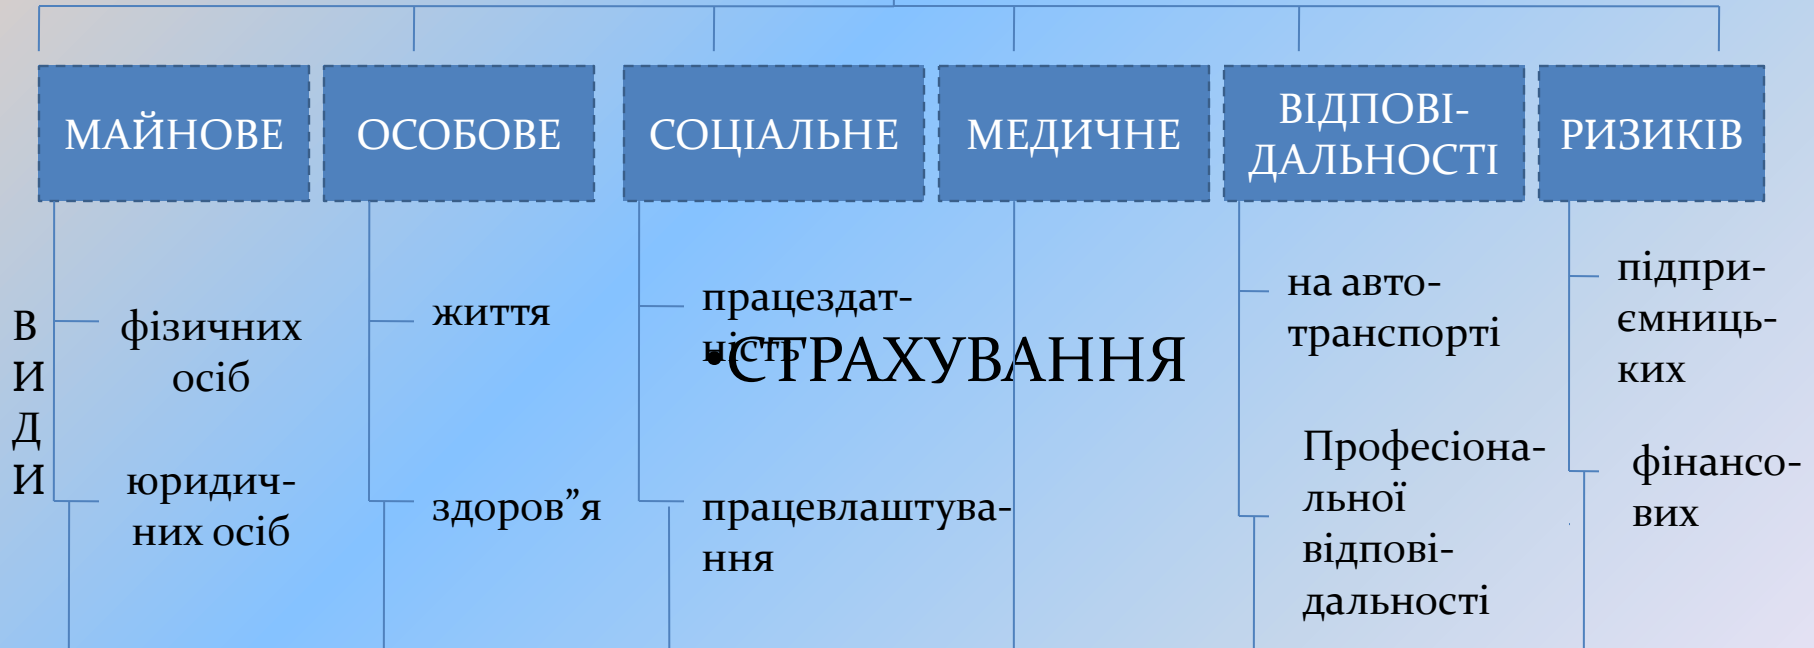 МАЙНОВЕ
ОСОБОВЕ
СОЦІАЛЬНЕ
МЕДИЧНЕ
ВІДПОВІ-
ДАЛЬНОСТІ
РИЗИКІВ
В
И
Д
И
фізичних
осіб
юридич-
них осіб
життя
здоров”я
працездат-
ність
працевлаштува-
ння
•СТРАХУВАННЯ
на авто-
транспорті
Професіона-
льної
відпові-
дальності
підпри-
ємниць-
ких
фінансо-
вих